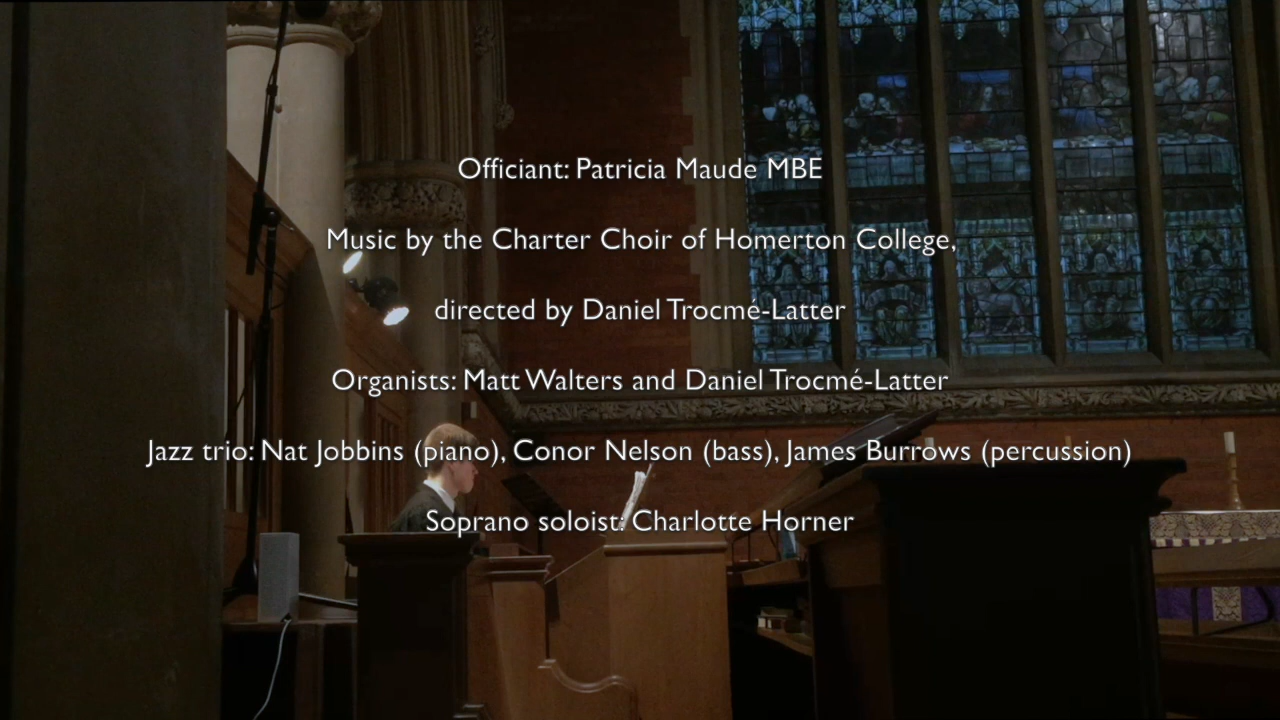 Officiant: Patricia Maude MBE
Music by the Charter Choir of Homerton College,
directed by Daniel Trocmé-Latter
Organists: Matt Walters and Daniel Trocmé-Latter
Jazz trio: Nat Jobbins (piano), Conor Nelson (bass), James Burrows (percussion)
Soprano soloist: Charlotte Horner